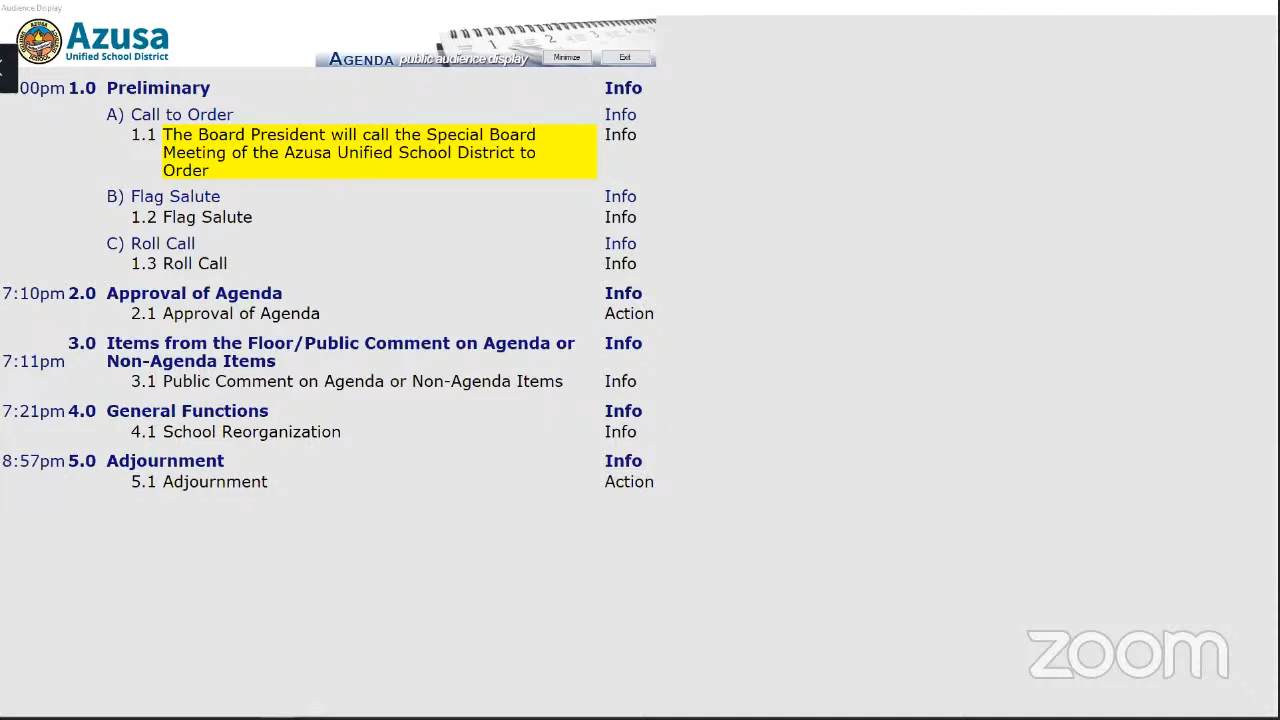 Audience Display
Azusa
Unified School District
AGENDA public audience display Minimize Exit
00pm 1.0 Preliminary Info
A) Call to Order Info
1.1 The Board President will call the Special Board Info
Meeting of the Azusa Unified School District to
Order
B) Flag Salute Info
1.2 Flag Salute Info
C) Roll Call Info
1.3 Roll Call Info
7:10pm 2.0 Approval of Agenda Info
2.1 Approval of Agenda Action
3.0 Items from the Floor/Public Comment on Agenda or Info
7:11pm Non-Agenda Items
3.1 Public Comment on Agenda or Non-Agenda Items Info
7:21pm 4.0 General Functions Info
4.1 School Reorganization Info
8:57pm 5.0 Adjournment Info
5.1 Adjournment Action
zoom